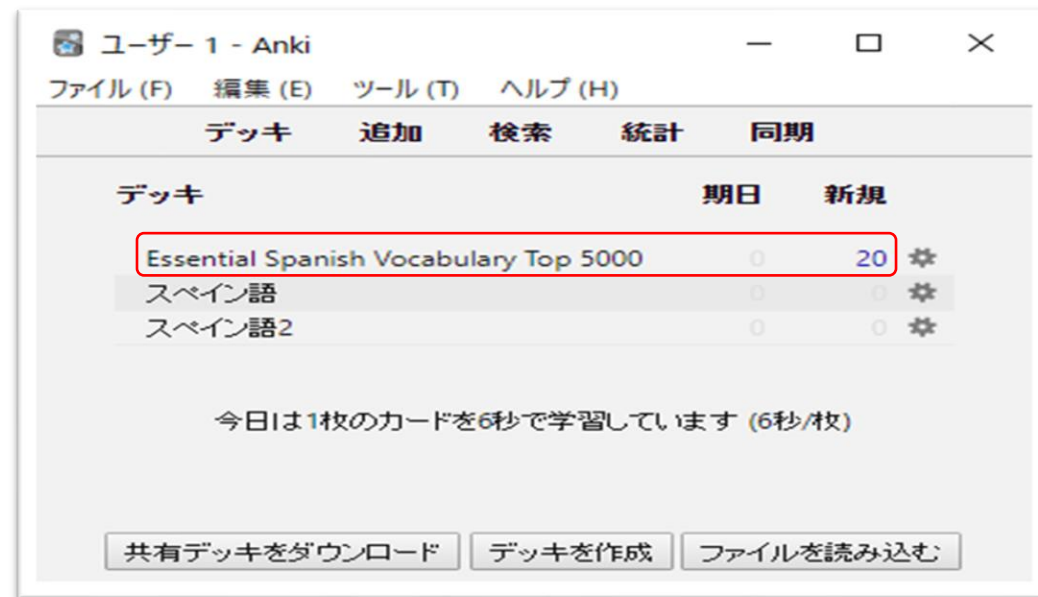 ユーザー 1 - Anki
ファイル (F) 編集 (E) ツール (T) ヘルプ (H)
デッキ 追加 検索 統計 同期
デッキ 期日 新規
Essential Spanish Vocabulary Top 5000 0 20
スペイン語 0 0
スペイン語2 0 0
今日は1枚のカードを6秒で学習しています (6秒/枚)
共有デッキをダウンロード デッキを作成 ファイルを読み込む